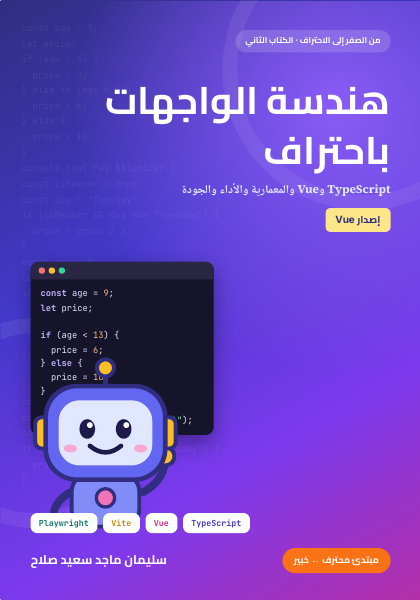 من الصفر إلى الاحتراف · الكتاب الثاني
هندسة الواجهات
باحتراف
TypeScript وVue والمعمارية والأداء والجودة
إصدار Vue
const age = 9;
let price;
if (age < 13) {
price = 6;
} else {
price = 10
}
");
Playwright
Vite
Vue
TypeScript
سليمان ماجد سعيد صلاح
مبتدئ محترف ← خبير